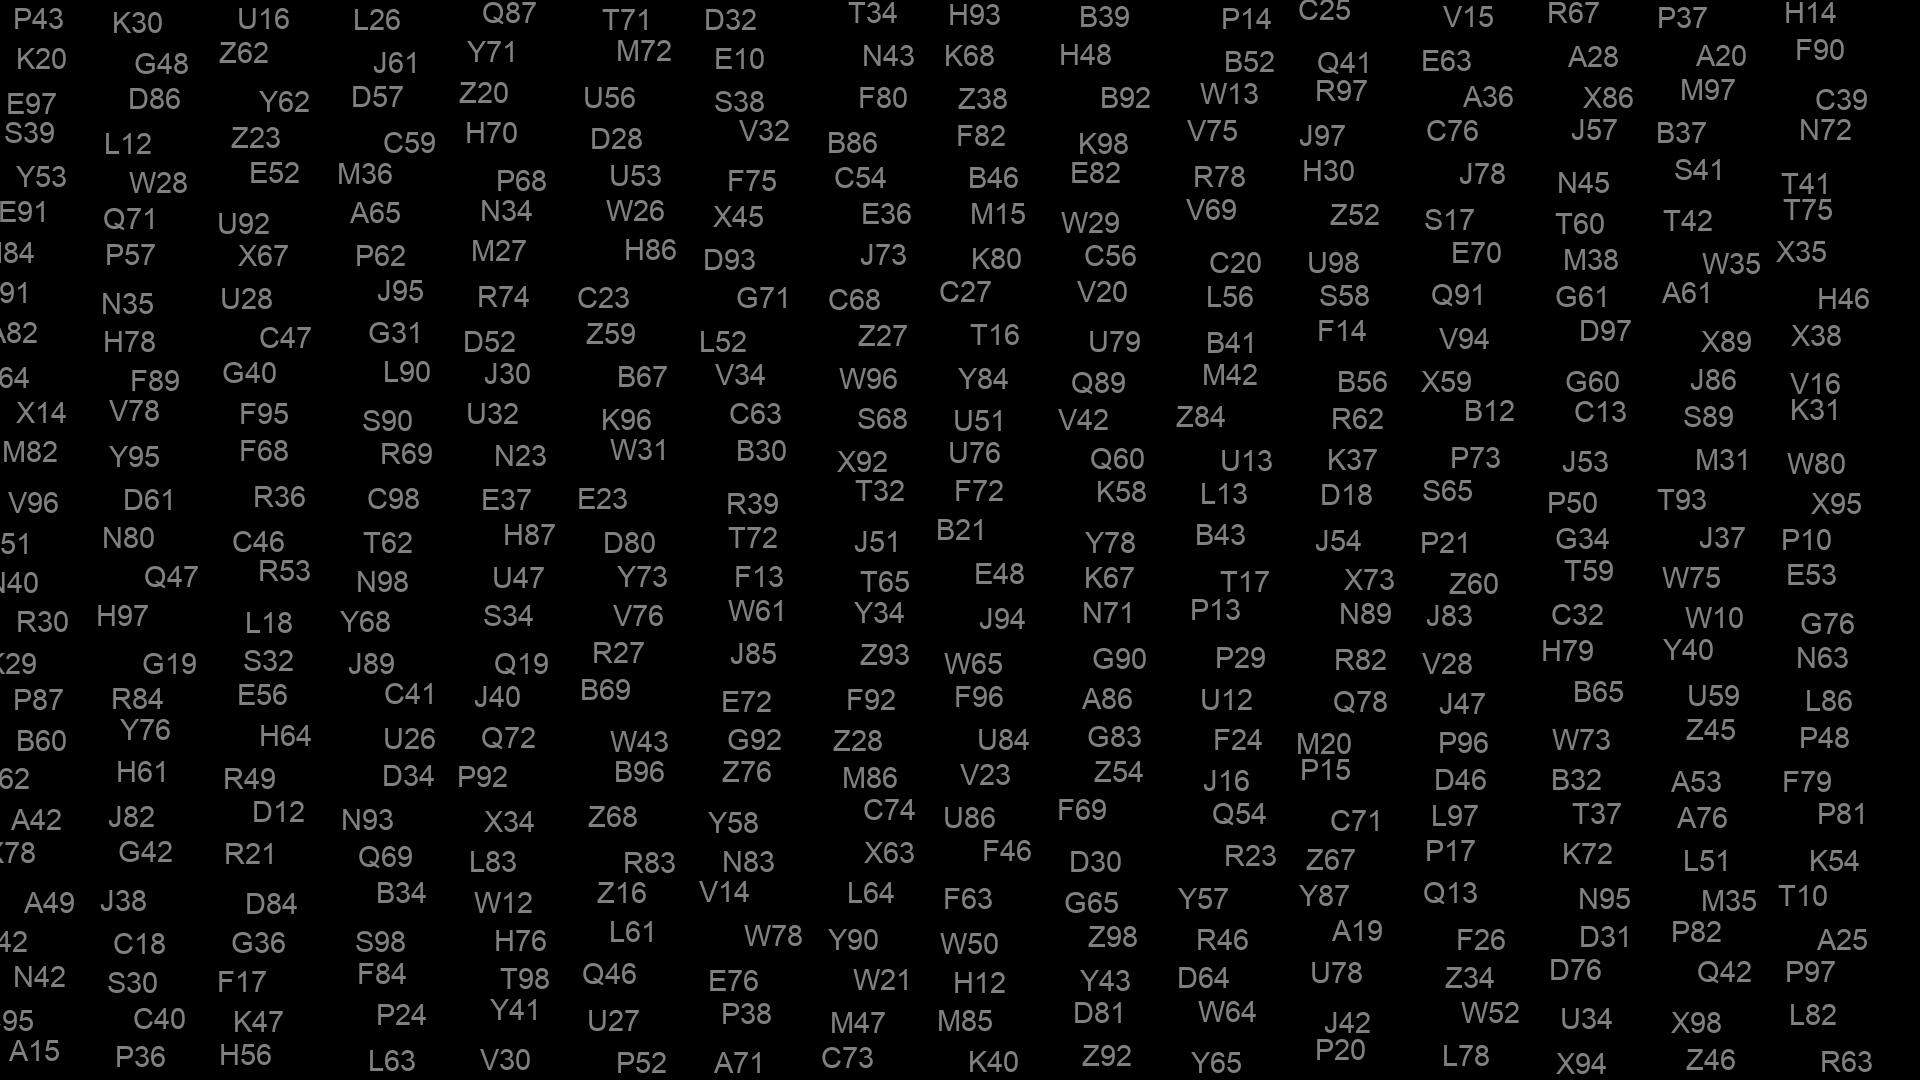 P43 K30 U16 L26 Q87 T71 D32 T34 H93 B39 P14 C25 V15 R67 P37 H14
K20 G48 Z62 J61 Y71 M72 E10 N43 K68 H48 B52 Q41 E63 A28 A20 F90
E97 D86 Y62 D57 Z20 U56 S38 F80 Z38 B92 W13 R97 A36 X86 M97 C39
S39 L12 Z23 C59 H70 D28 V32 B86 F82 K98 V75 J97 C76 J57 B37 N72
Y53 W28 E52 M36 P68 U53 F75 C54 B46 E82 R78 H30 J78 N45 S41 T41
E91 Q71 U92 A65 N34 W26 X45 E36 M15 W29 V69 Z52 S17 T60 T42 T75
84 P57 X67 P62 M27 H86 D93 J73 K80 C56 C20 U98 E70 M38 W35 X35
91 N35 U28 J95 R74 C23 G71 C68 C27 V20 L56 S58 Q91 G61 A61 H46
A82 H78 C47 G31 D52 Z59 L52 Z27 T16 U79 B41 F14 V94 D97 X89 X38
64 F89 G40 L90 J30 B67 V34 W96 Y84 Q89 M42 B56 X59 G60 J86 V16
X14 V78 F95 S90 U32 K96 C63 S68 U51 V42 Z84 R62 B12 C13 S89 K31
M82 Y95 F68 R69 N23 W31 B30 X92 U76 Q60 U13 K37 P73 J53 M31 W80
V96 D61 R36 C98 E37 E23 R39 T32 F72 K58 L13 D18 S65 P50 T93 X95
51 N80 C46 T62 H87 D80 T72 J51 B21 Y78 B43 J54 P21 G34 J37 P10
N40 Q47 R53 N98 U47 Y73 F13 T65 E48 K67 T17 X73 Z60 T59 W75 E53
R30 H97 L18 Y68 S34 V76 W61 Y34 J94 N71 P13 N89 J83 C32 W10 G76
K29 G19 S32 J89 Q19 R27 J85 Z93 W65 G90 P29 R82 V28 H79 Y40 N63
P87 R84 E56 C41 J40 B69 E72 F92 F96 A86 U12 Q78 J47 B65 U59 L86
B60 Y76 H64 U26 Q72 W43 G92 Z28 U84 G83 F24 M20 P96 W73 Z45 P48
62 H61 R49 D34 P92 B96 Z76 M86 V23 Z54 J16 P15 D46 B32 A53 F79
A42 J82 D12 N93 X34 Z68 Y58 C74 U86 F69 Q54 C71 L97 T37 A76 P81
78 G42 R21 Q69 L83 R83 N83 X63 F46 D30 R23 Z67 P17 K72 L51 K54
A49 J38 D84 B34 W12 Z16 V14 L64 F63 G65 Y57 Y87 Q13 N95 M35 T10
42 C18 G36 S98 H76 L61 W78 Y90 W50 Z98 R46 A19 F26 D31 P82 A25
N42 S30 F17 F84 T98 Q46 E76 W21 H12 Y43 D64 U78 Z34 D76 Q42 P97
95 C40 K47 P24 Y41 U27 P38 M47 M85 D81 W64 J42 W52 U34 X98 L82
A15 P36 H56 L63 V30 P52 A71 C73 K40 Z92 Y65 P20 L78 X94 Z46 R63